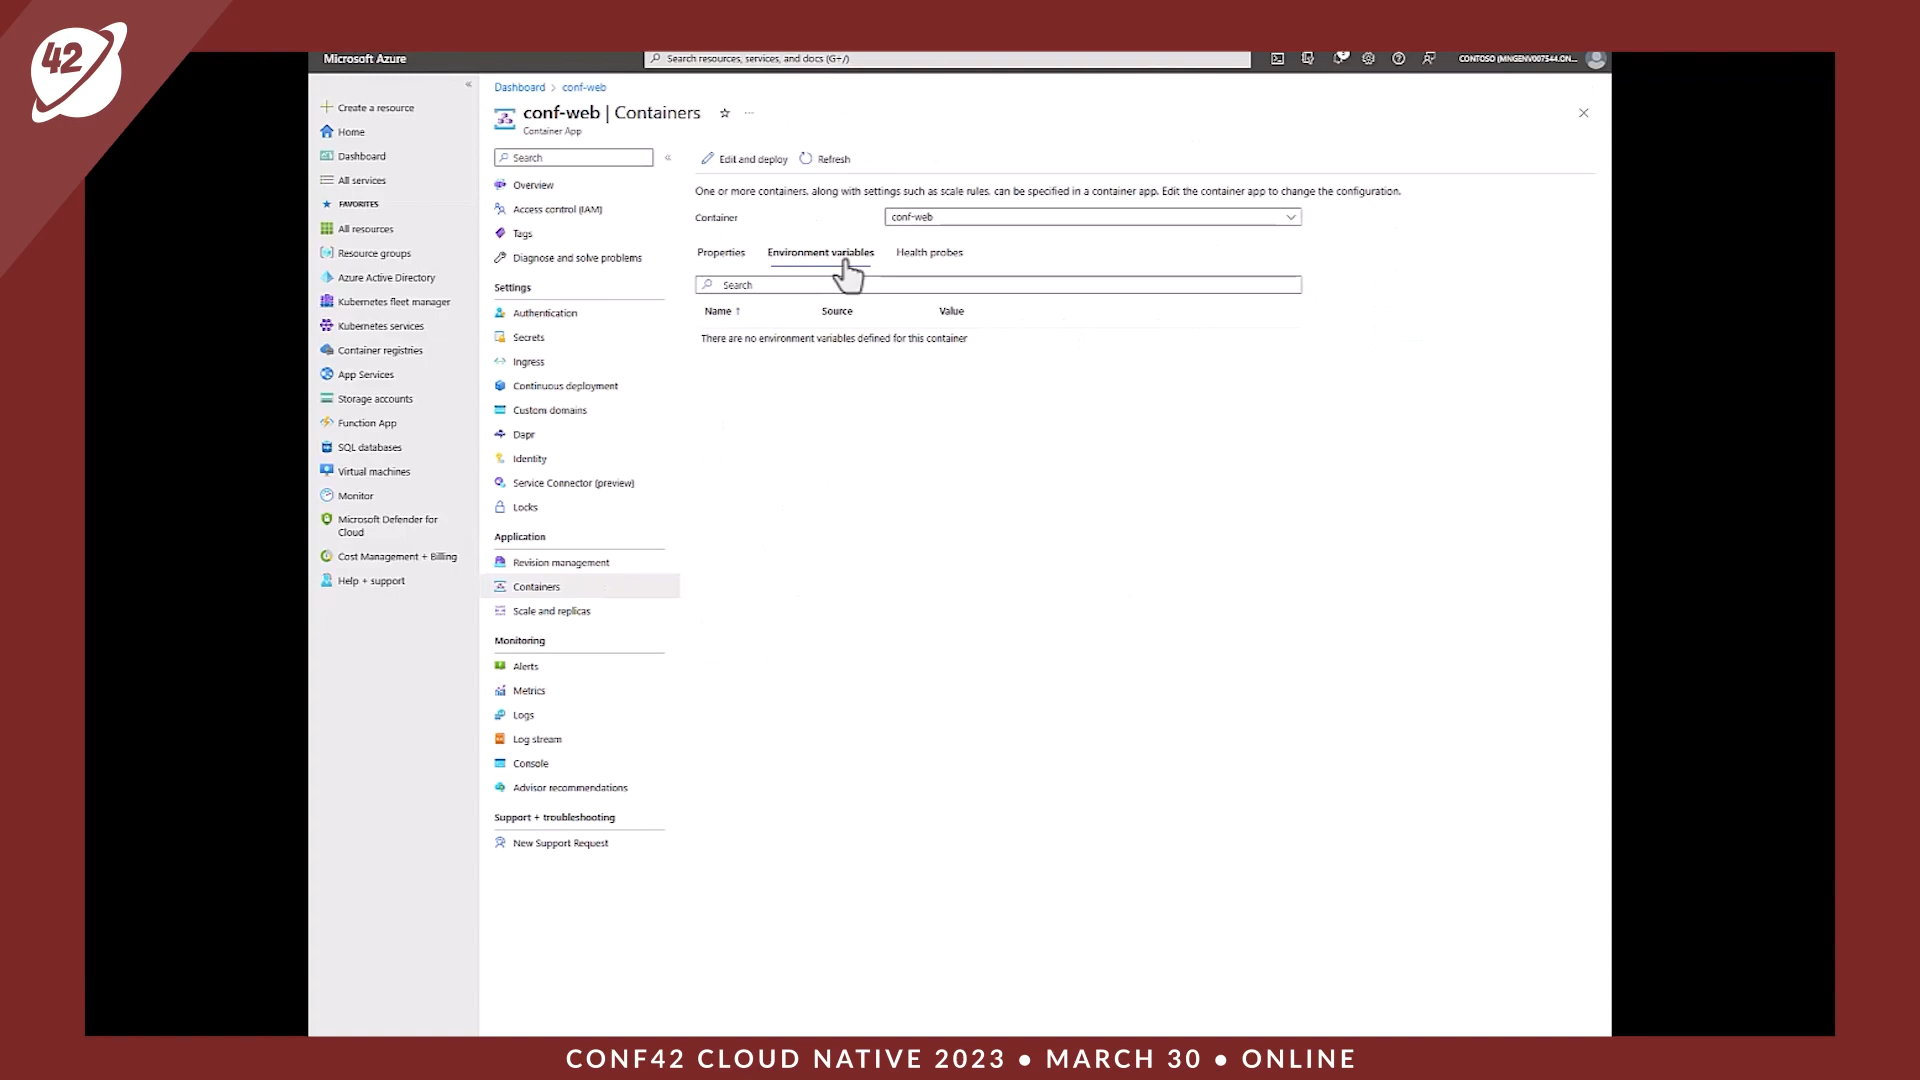 42
Microsoft Azure
Search resources, services, and docs (G+/)
CONTOSO (MNGENV007544.ON...
Create a resource
Home
Dashboard
All services
FAVORITES
All resources
Resource groups
Azure Active Directory
Kubernetes fleet manager
Kubernetes services
Container registries
App Services
Storage accounts
Function App
SQL databases
Virtual machines
Monitor
Microsoft Defender for
Cloud
Cost Management + Billing
Help + support
Dashboard > conf-web
conf-web | Containers
Container App
Search
Overview
Access control (IAM)
Tags
Diagnose and solve problems
Settings
Authentication
Secrets
Ingress
Continuous deployment
Custom domains
Dapr
Identity
Service Connector (preview)
Locks
Application
Revision management
Containers
Scale and replicas
Monitoring
Alerts
Metrics
Logs
Log stream
Console
Advisor recommendations
Support + troubleshooting
New Support Request
Edit and deploy Refresh
One or more containers, along with settings such as scale rules, can be specified in a container app. Edit the container app to change the configuration.
Container conf-web
Properties Environment variables Health probes
Search
Name ↑ Source Value
There are no environment variables defined for this container
CONF42 CLOUD NATIVE 2023 • MARCH 30 • ONLINE